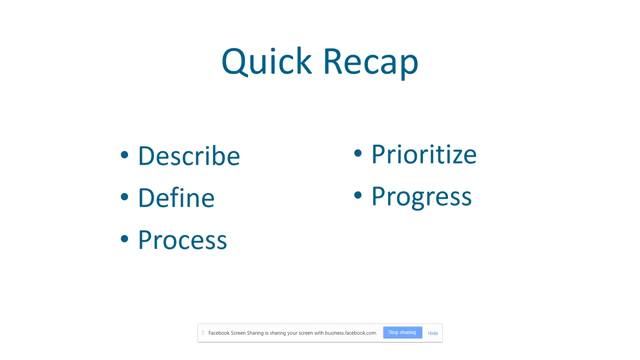 Quick Recap
• Describe
• Define
• Process
• Prioritize
• Progress
Facebook Screen Sharing is sharing your screen with business.facebook.com.
Stop sharing
Hide